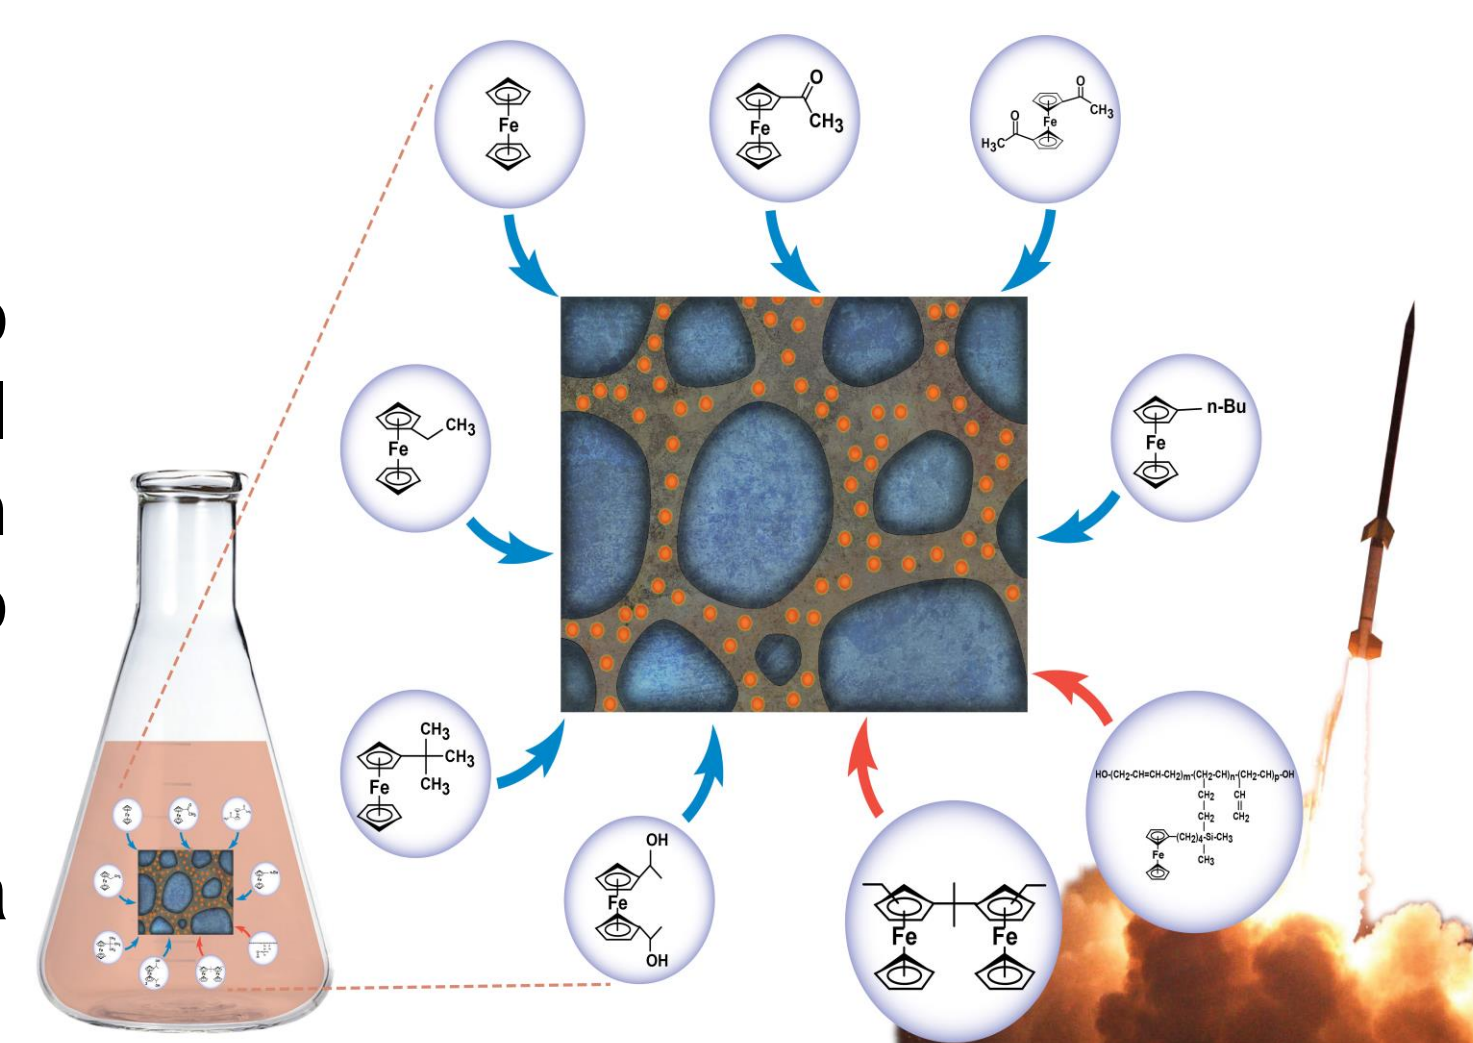 Fe
O
Fe
CH₃
O
CH₃
Fe
O
H₃C
CH₃
Fe
n-Bu
Fe
CH₃
CH₃
CH₃
Fe
OH
Fe
OH
Fe
Fe
HO-(CH₂-CH=CH-CH₂)m-(CH₂-CH)n-(CH₂-CH)p-OH
CH₂ CH
CH₂ CH₂
(CH₂)₄-Si-CH₃
Fe
CH₃